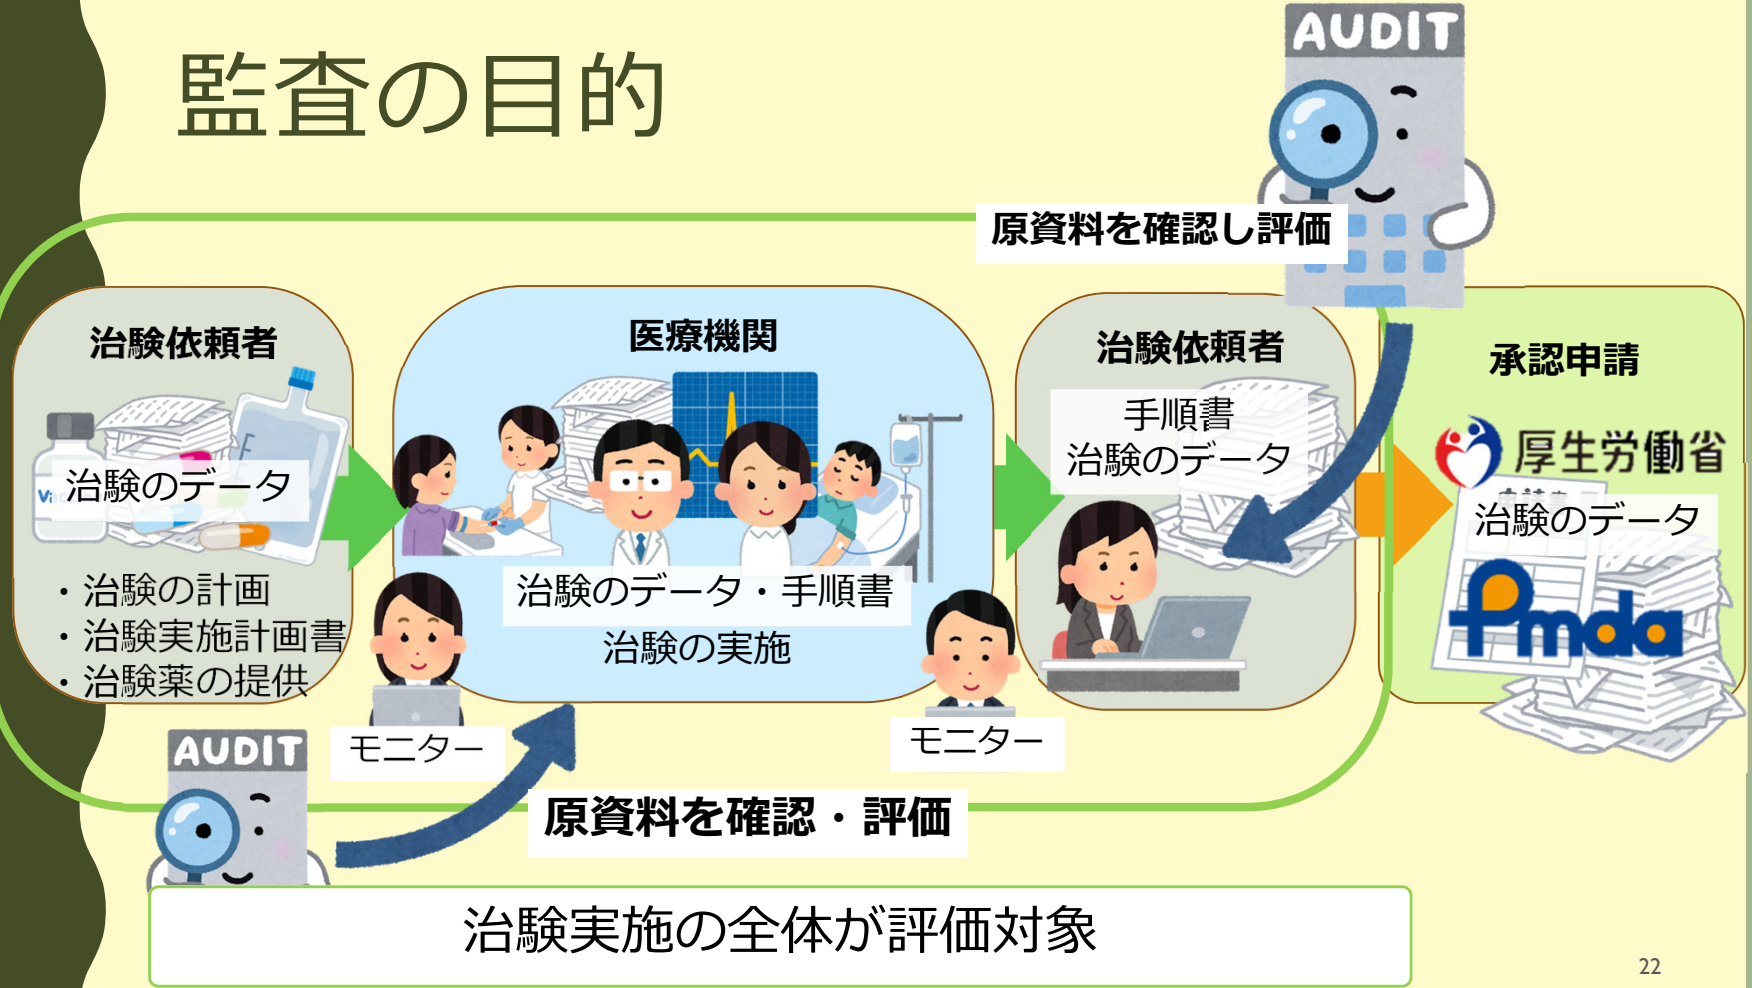 監査の目的
AUDIT
原資料を確認し評価
治験依頼者
治験のデータ
・治験の計画
・治験実施計画書
・治験薬の提供
医療機関
治験のデータ・手順書
治験の実施
モニター
モニター
治験依頼者
手順書
治験のデータ
承認申請
厚生労働省
治験のデータ
Pmda
AUDIT
原資料を確認・評価
治験実施の全体が評価対象
22